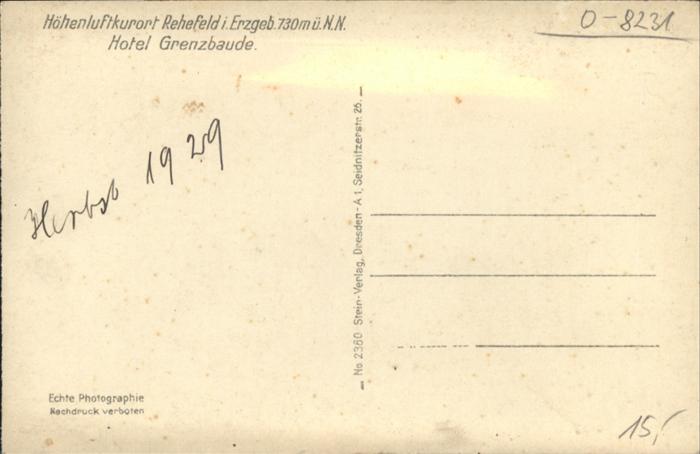 Höhenluftkurort Rehefeld i. Erzgeb. 730m ü. N.N.
Hotel Grenzbaude.
O-8231
Herbst 1929
No 2360 Stein-Verlag, Dresden-A 1, Seidnitzerstr. 26.
Echte Photographie
Nachdruck verboten
15,-